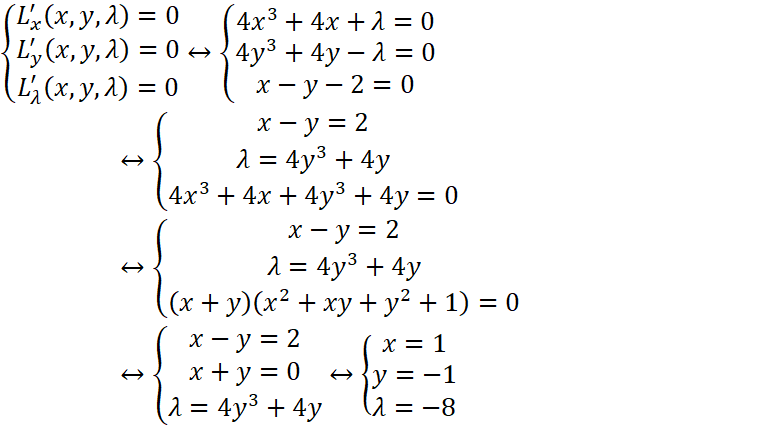 {L′ₓ(x, y, λ) = 0 {4x³ + 4x + λ = 0
L′ᵧ(x, y, λ) = 0 ↔ 4y³ + 4y − λ = 0
L′_λ(x, y, λ) = 0 x − y − 2 = 0
x − y = 2
↔ { λ = 4y³ + 4y
4x³ + 4x + 4y³ + 4y = 0
x − y = 2
↔ { λ = 4y³ + 4y
(x + y)(x² + xy + y² + 1) = 0
x − y = 2 x = 1
↔ { x + y = 0 ↔ { y = −1
λ = 4y³ + 4y λ = −8